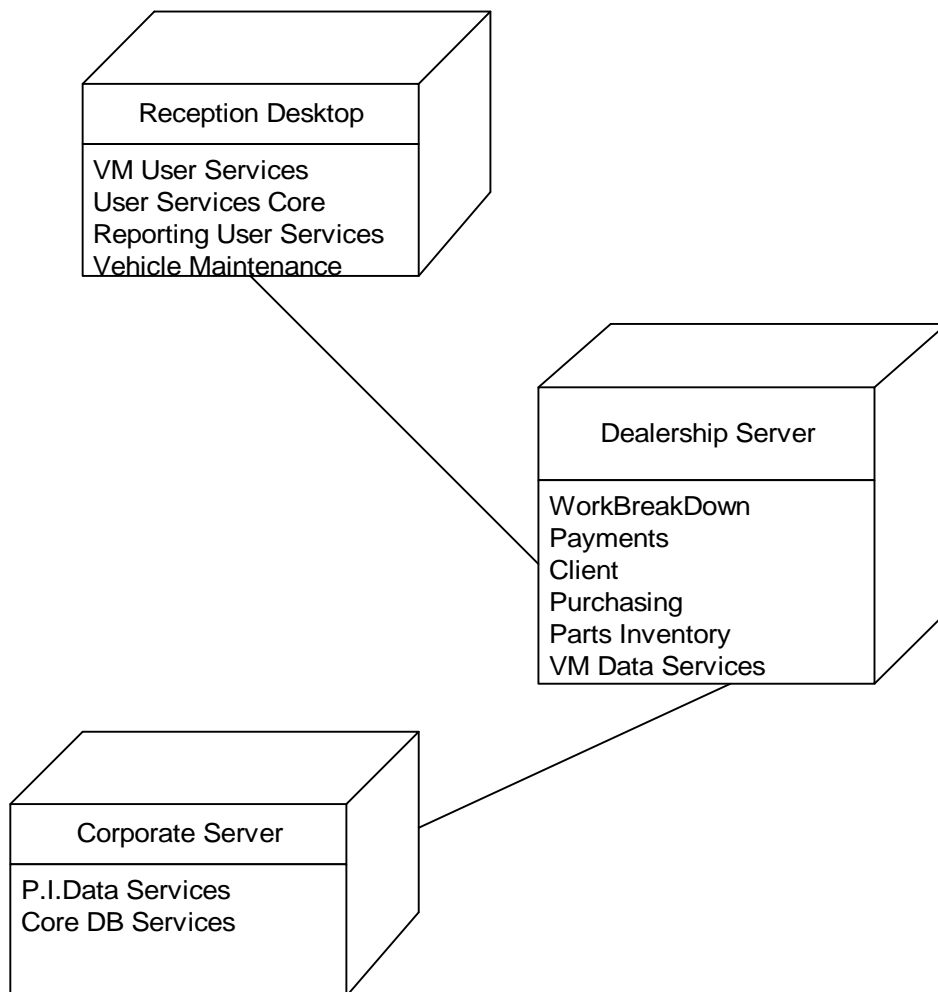 Reception Desktop
VM User Services
User Services Core
Reporting User Services
Vehicle Maintenance
Dealership Server
WorkBreakDown
Payments
Client
Purchasing
Parts Inventory
VM Data Services
Corporate Server
P.I.Data Services
Core DB Services